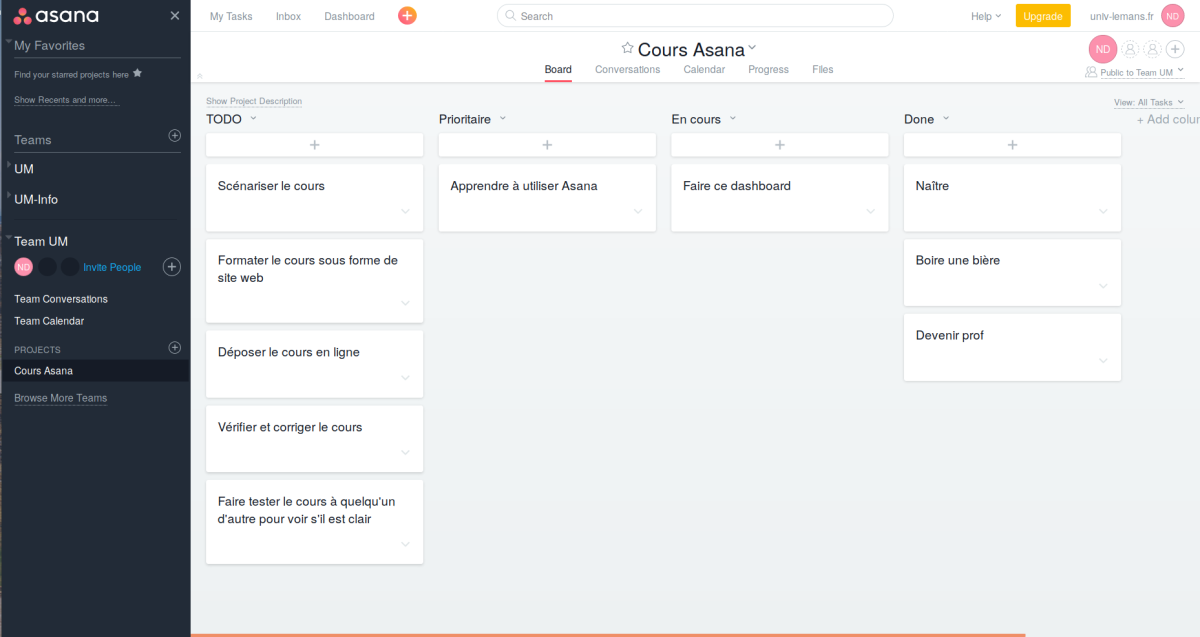 asana
My Tasks
Inbox
Dashboard
Search
Help
Upgrade
univ-lemans.fr
ND
My Favorites
Find your starred projects here
Show Recents and more...
Teams
UM
UM-Info
Team UM
ND
Invite People
Team Conversations
Team Calendar
PROJECTS
Cours Asana
Browse More Teams
Cours Asana
Board
Conversations
Calendar
Progress
Files
ND
Public to Team UM
Show Project Description
View: All Tasks
+ Add colur
TODO
Scénariser le cours
Formater le cours sous forme de
site web
Déposer le cours en ligne
Vérifier et corriger le cours
Faire tester le cours à quelqu'un
d'autre pour voir s'il est clair
Prioritaire
Apprendre à utiliser Asana
En cours
Faire ce dashboard
Done
Naître
Boire une bière
Devenir prof